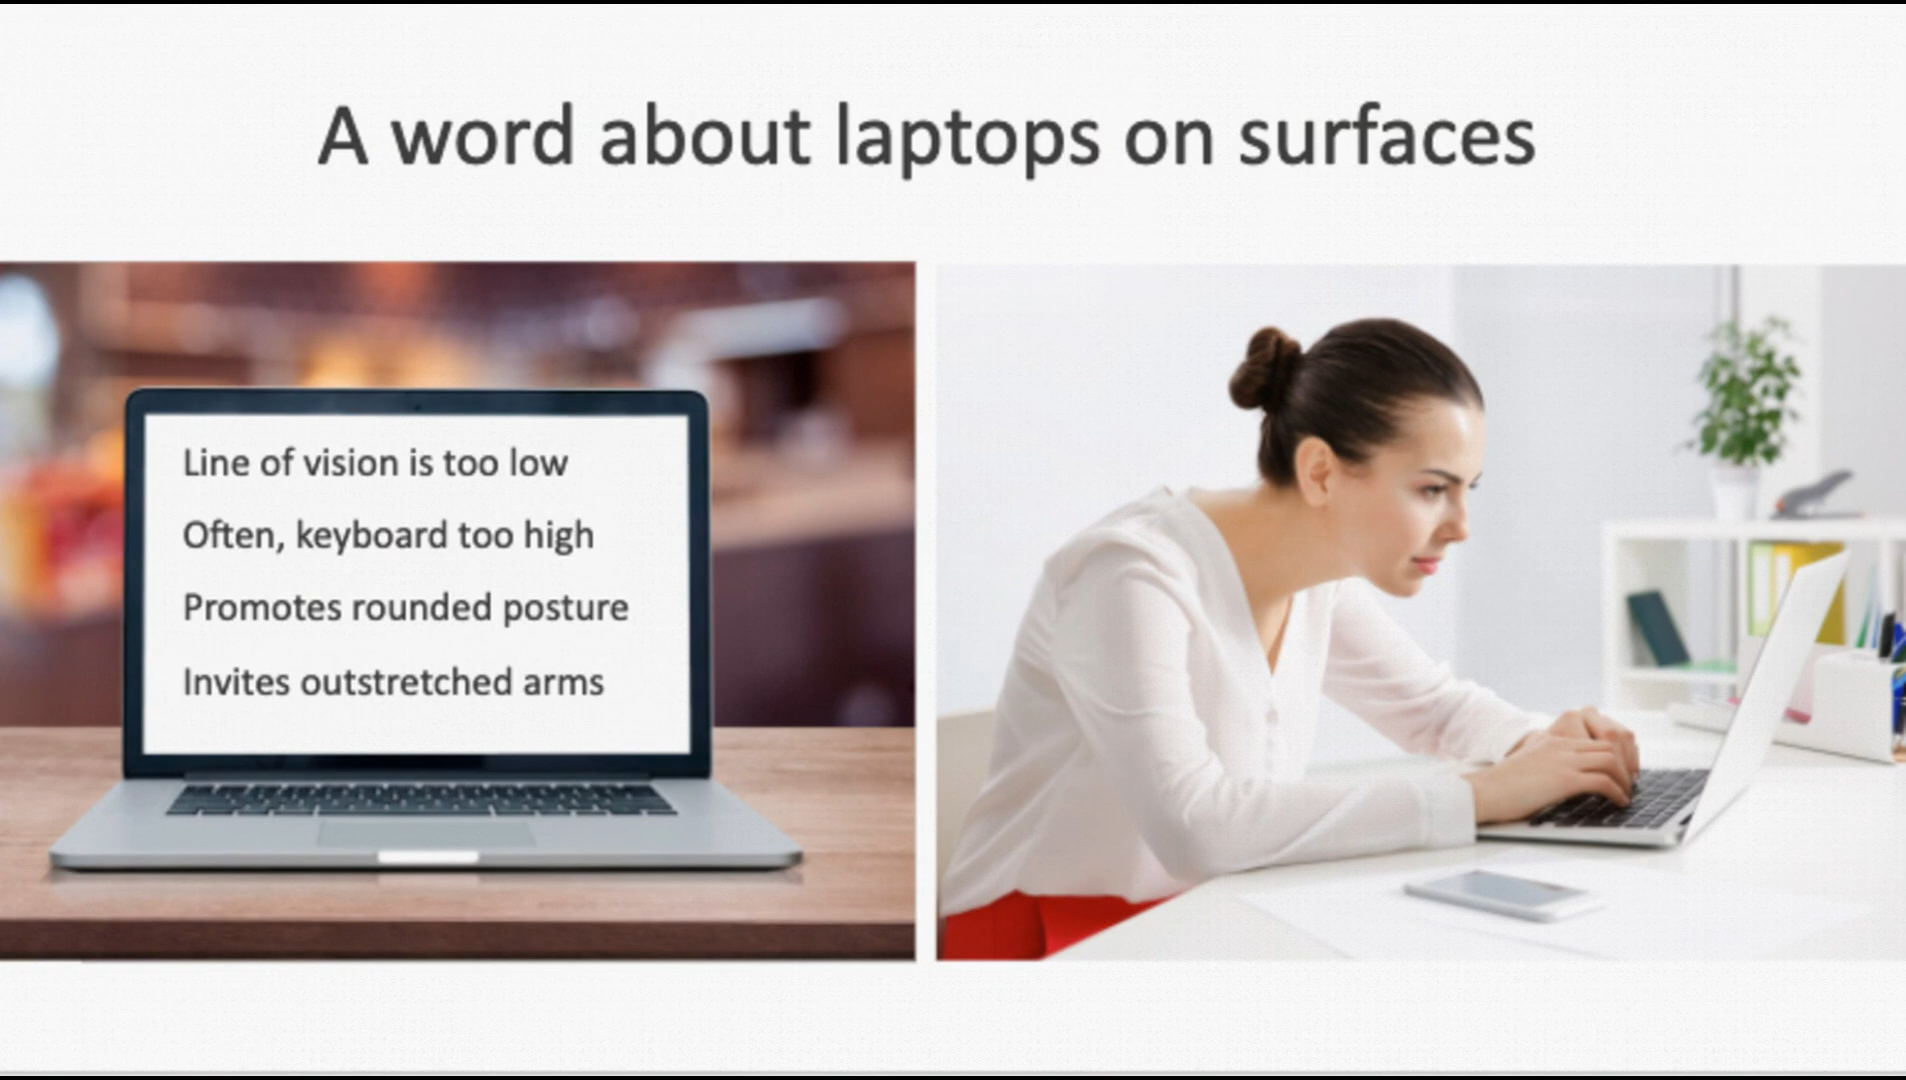 A word about laptops on surfaces
Line of vision is too low
Often, keyboard too high
Promotes rounded posture
Invites outstretched arms